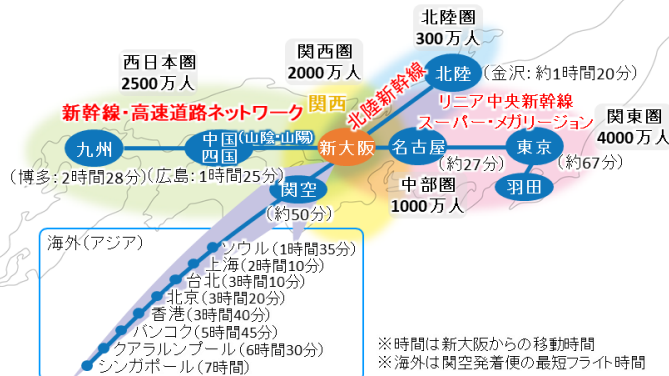 北陸圏
300万人
関西圏
2000万人
西日本圏
2500万人
北陸
(金沢:約1時間20分)
関西
北陸新幹線
新幹線・高速道路ネットワーク
リニア中央新幹線
スーパー・メガリージョン
関東圏
4000万人
九州
中国
四国
(山陰・山陽)
新大阪
名古屋
東京
(博多:2時間28分)
(広島:1時間25分)
(約27分)
(約67分)
関空
(約50分)
中部圏
1000万人
羽田
海外(アジア)
ソウル(1時間35分)
上海(2時間10分)
台北(3時間10分)
北京(3時間20分)
香港(3時間40分)
バンコク(5時間45分)
クアラルンプール(6時間30分)
シンガポール(7時間)
※時間は新大阪からの移動時間
※海外は関空発着便の最短フライト時間